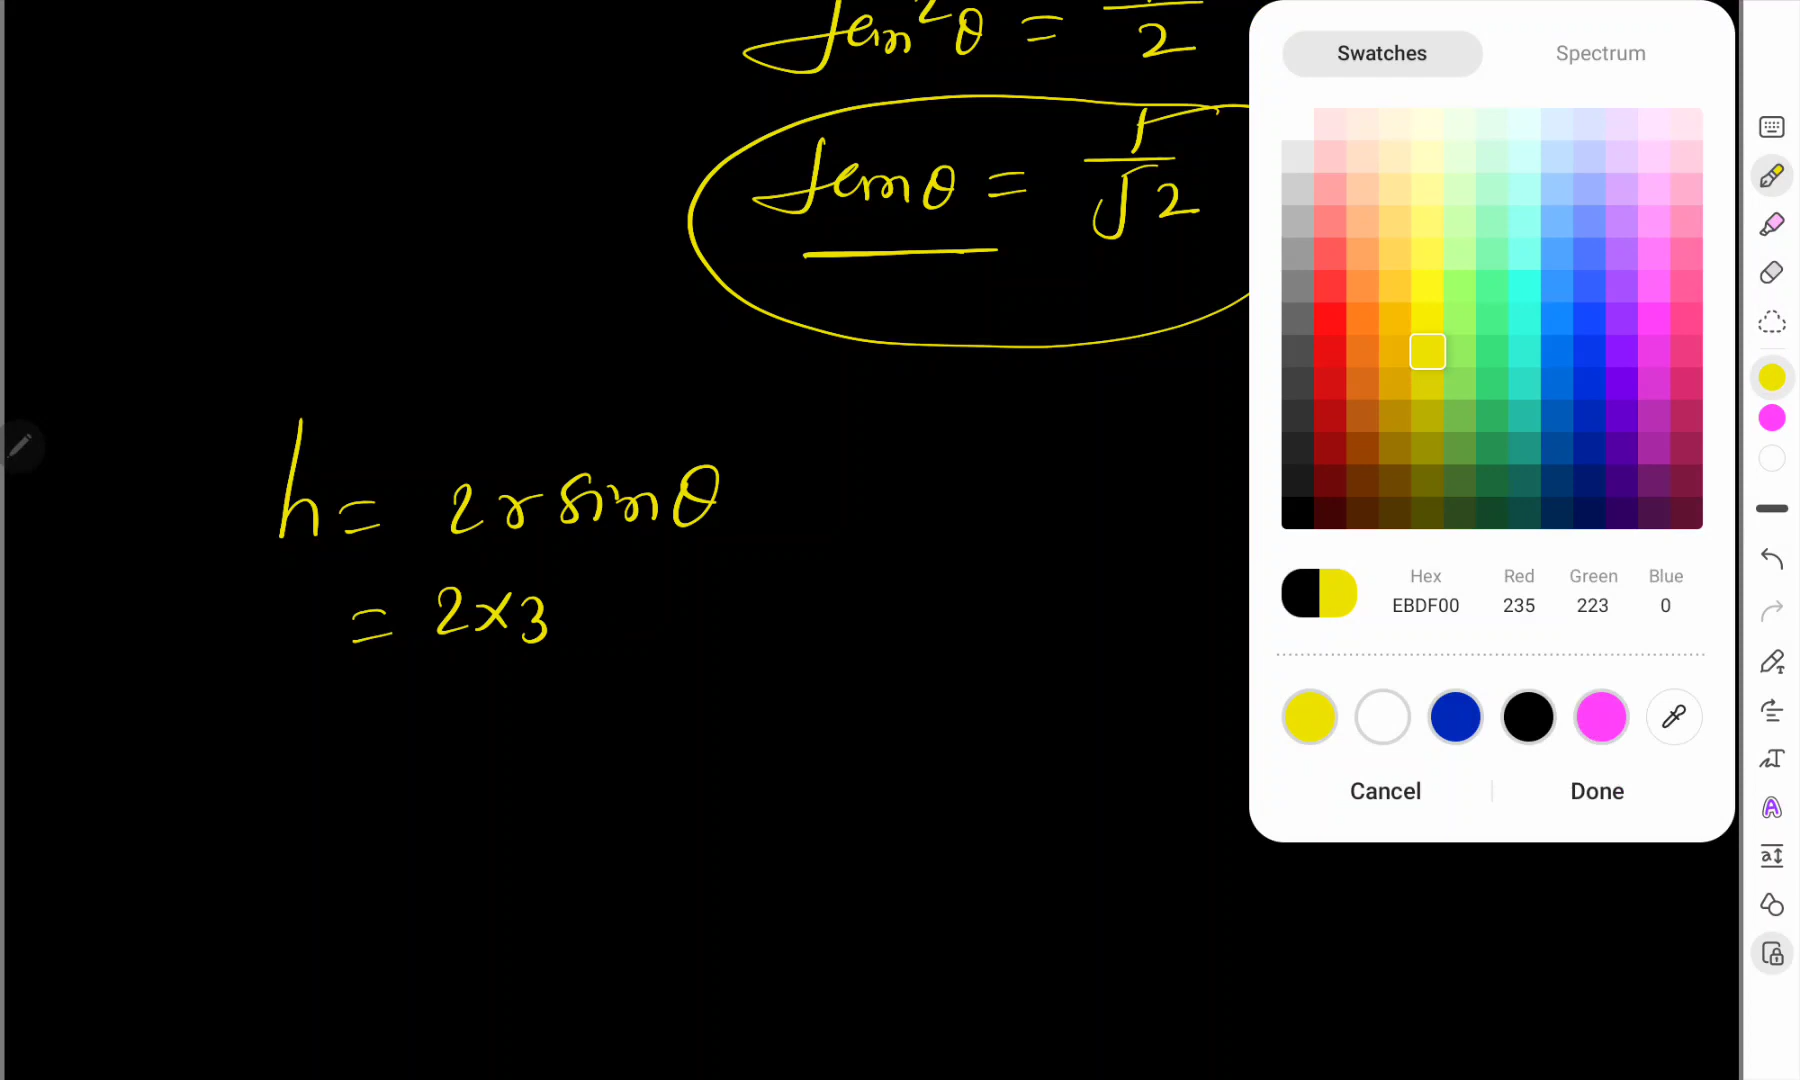 sin²θ = 1/2
sinθ = 1/√2
h = 2r sinθ
= 2×3
Swatches Spectrum
Hex Red Green Blue
EBDF00 235 223 0
Cancel Done